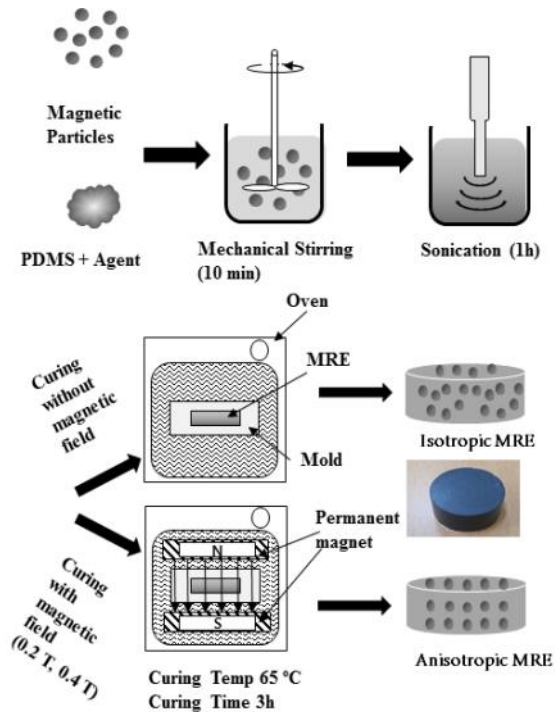 Magnetic
Particles
PDMS + Agent
Mechanical Stirring
(10 min)
Sonication (1h)
Oven
MRE
Mold
Curing
without
magnetic
field
Isotropic MRE
Permanent
magnet
N
S
Curing
with
magnetic
field
(0.2 T, 0.4 T)
Anisotropic MRE
Curing Temp 65 ºC
Curing Time 3h